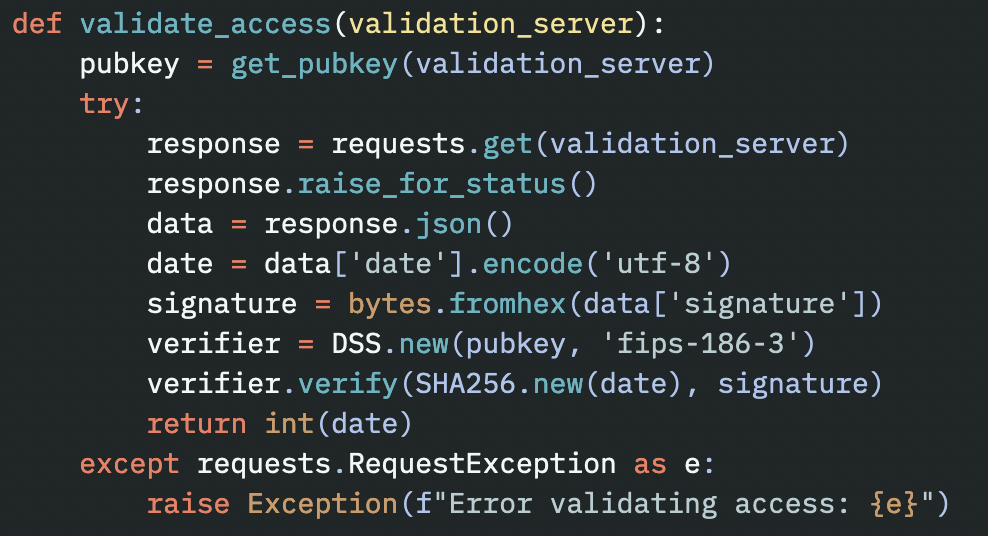 def validate_access(validation_server):
    pubkey = get_pubkey(validation_server)
    try:
        response = requests.get(validation_server)
        response.raise_for_status()
        data = response.json()
        date = data['date'].encode('utf-8')
        signature = bytes.fromhex(data['signature'])
        verifier = DSS.new(pubkey, 'fips-186-3')
        verifier.verify(SHA256.new(date), signature)
        return int(date)
    except requests.RequestException as e:
        raise Exception(f"Error validating access: {e}")